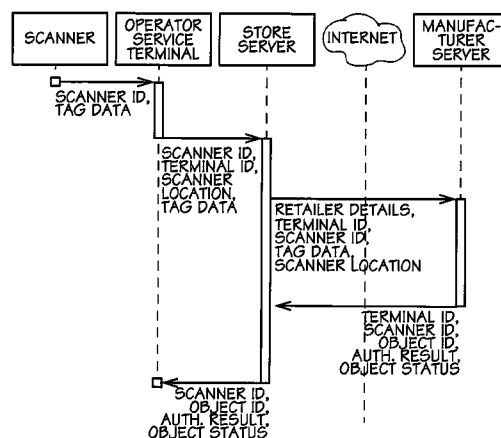 SCANNER
OPERATOR
SERVICE
TERMINAL
STORE
SERVER
INTERNET
MANUFAC-
TURER
SERVER
SCANNER ID,
TAG DATA
SCANNER ID,
TERMINAL ID,
SCANNER
LOCATION,
TAG DATA
RETAILER DETAILS,
TERMINAL ID,
SCANNER ID,
TAG DATA,
SCANNER LOCATION
TERMINAL ID,
SCANNER ID,
OBJECT ID,
AUTH. RESULT,
OBJECT STATUS
SCANNER ID,
OBJECT ID,
AUTH. RESULT,
OBJECT STATUS